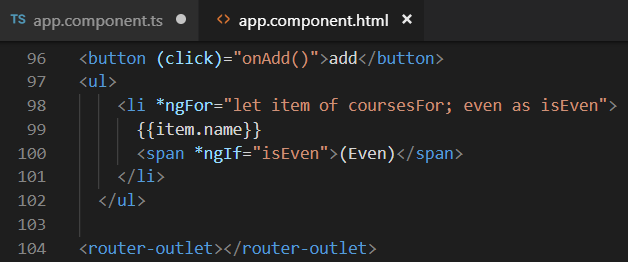 TS app.component.ts ● <> app.component.html ×
96 <button (click)="onAdd()">add</button>
97 <ul>
98 <li *ngFor="let item of coursesFor; even as isEven">
99 {{item.name}}
100 <span *ngIf="isEven">(Even)</span>
101 </li>
102 </ul>
103
104 <router-outlet></router-outlet>